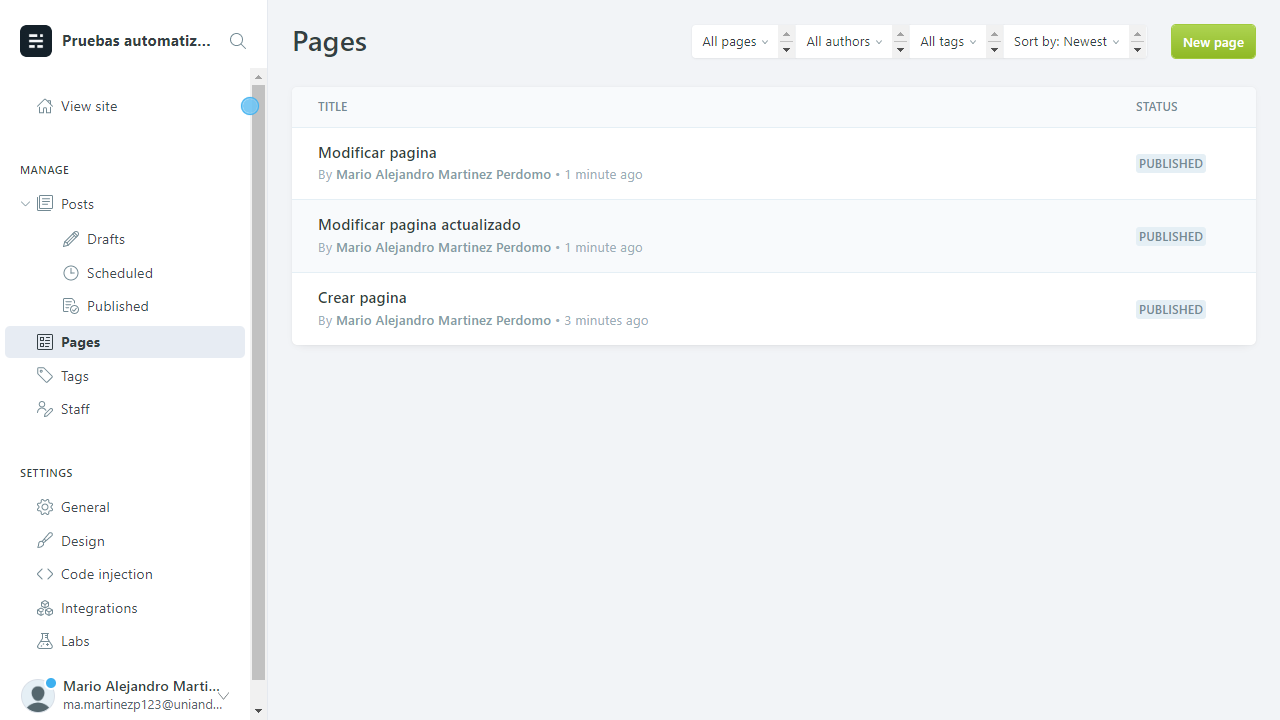 Pruebas automatiz...
View site
MANAGE
Posts
Drafts
Scheduled
Published
Pages
Tags
Staff
SETTINGS
General
Design
Code injection
Integrations
Labs
Mario Alejandro Marti...
ma.martinezp123@uniand...
Pages
All pages
All authors
All tags
Sort by: Newest
New page
TITLE STATUS
Modificar pagina
By Mario Alejandro Martinez Perdomo • 1 minute ago
PUBLISHED
Modificar pagina actualizado
By Mario Alejandro Martinez Perdomo • 1 minute ago
PUBLISHED
Crear pagina
By Mario Alejandro Martinez Perdomo • 3 minutes ago
PUBLISHED